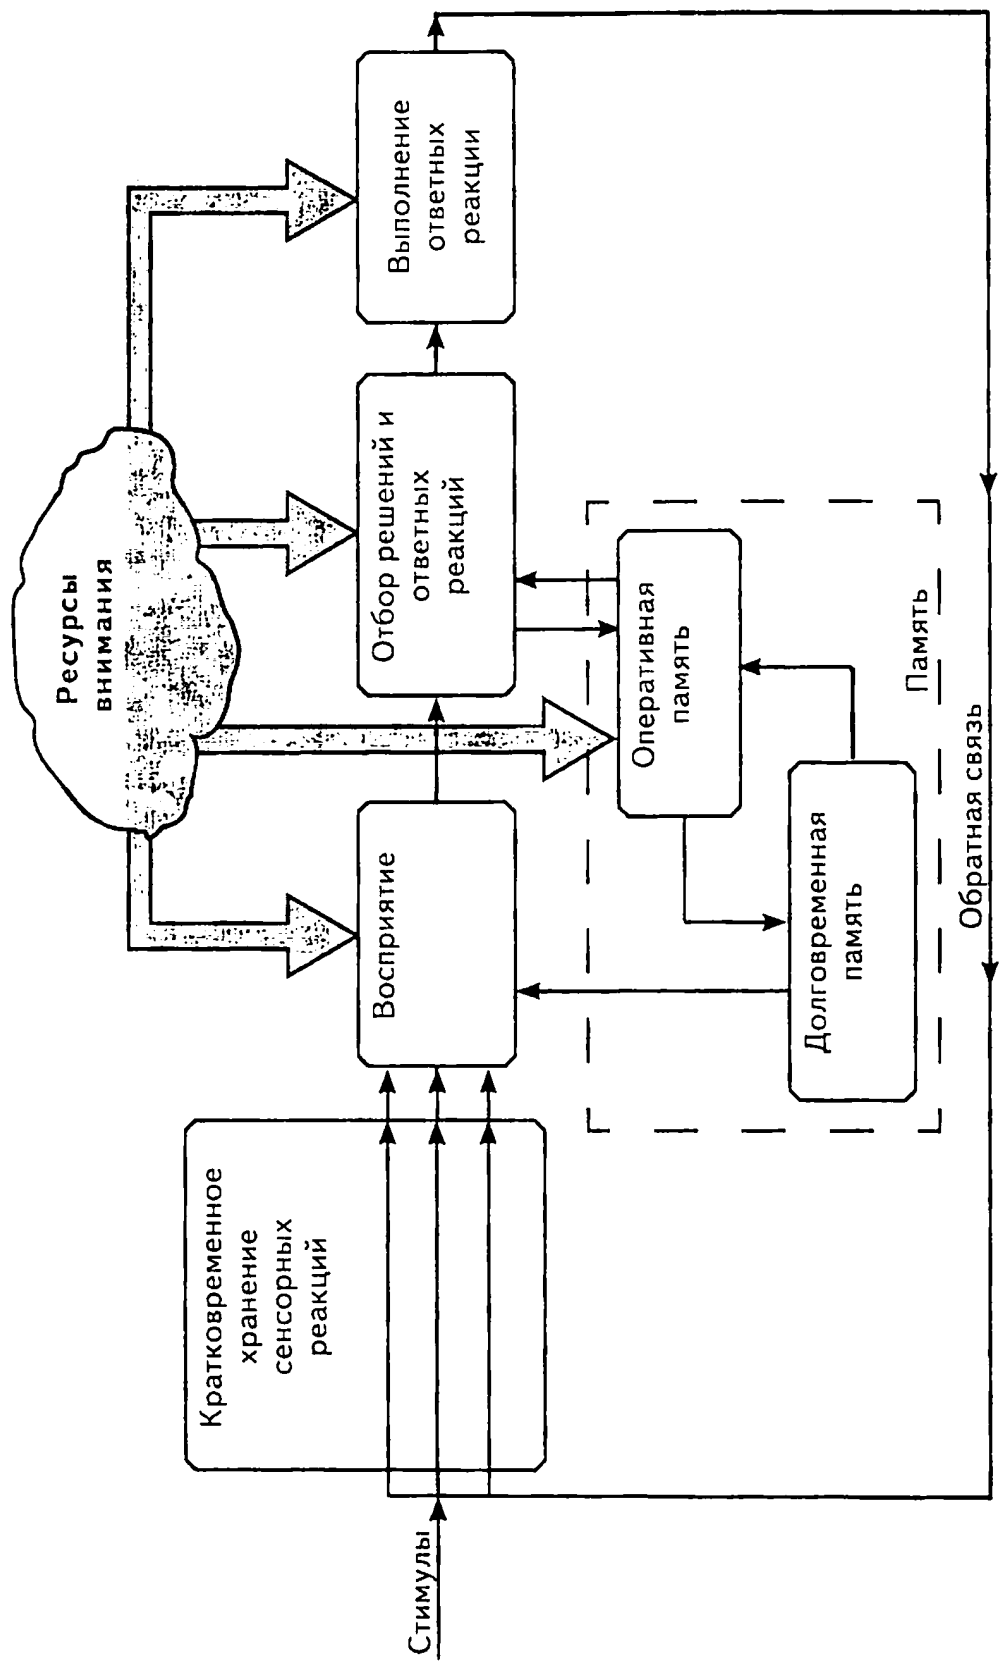 Ресурсы
внимания
Стимулы
Кратковременное
хранение
сенсорных
реакций
Восприятие
Отбор решений и
ответных
реакций
Выполнение
ответных
реакции
Оперативная
память
Долговременная
память
Память
Обратная связь